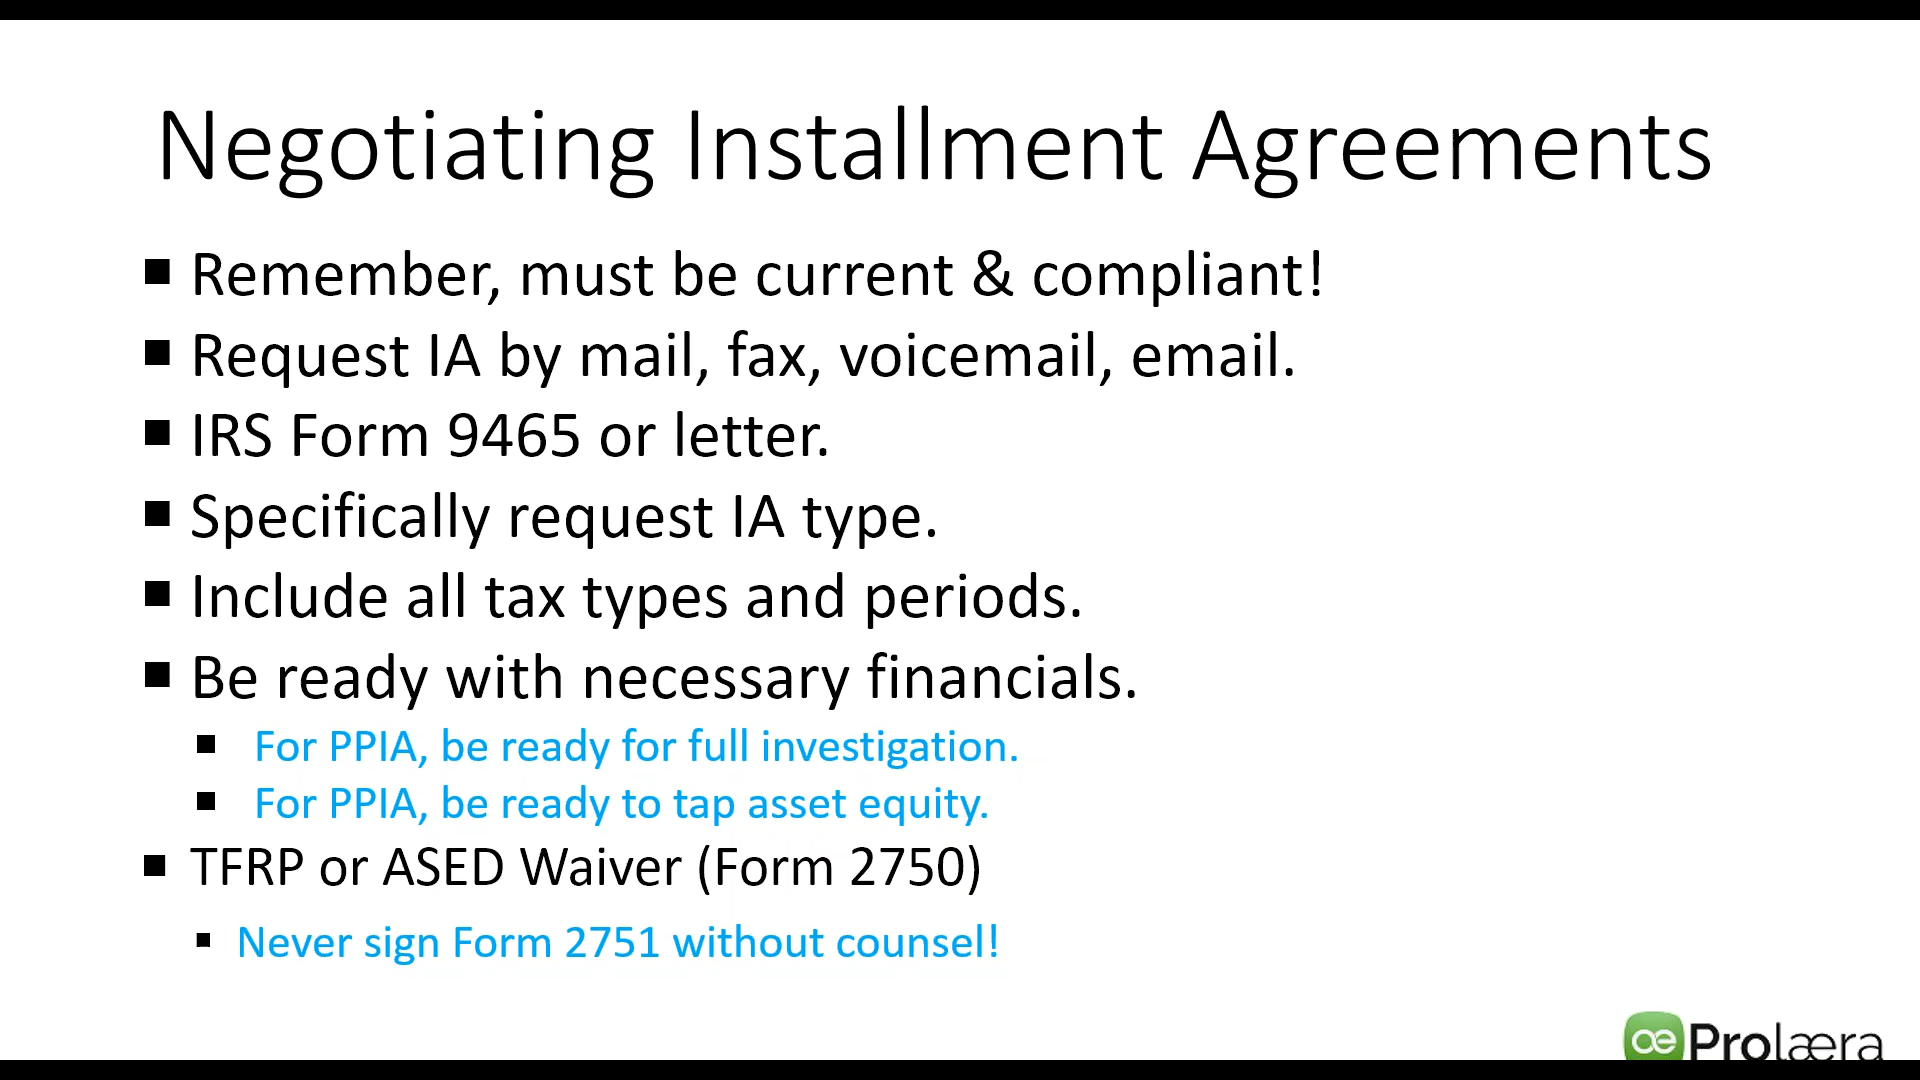 Negotiating Installment Agreements
Remember, must be current & compliant!
Request IA by mail, fax, voicemail, email.
IRS Form 9465 or letter.
Specifically request IA type.
Include all tax types and periods.
Be ready with necessary financials.
For PPIA, be ready for full investigation.
For PPIA, be ready to tap asset equity.
TFRP or ASED Waiver (Form 2750)
Never sign Form 2751 without counsel!
œ Prolæra